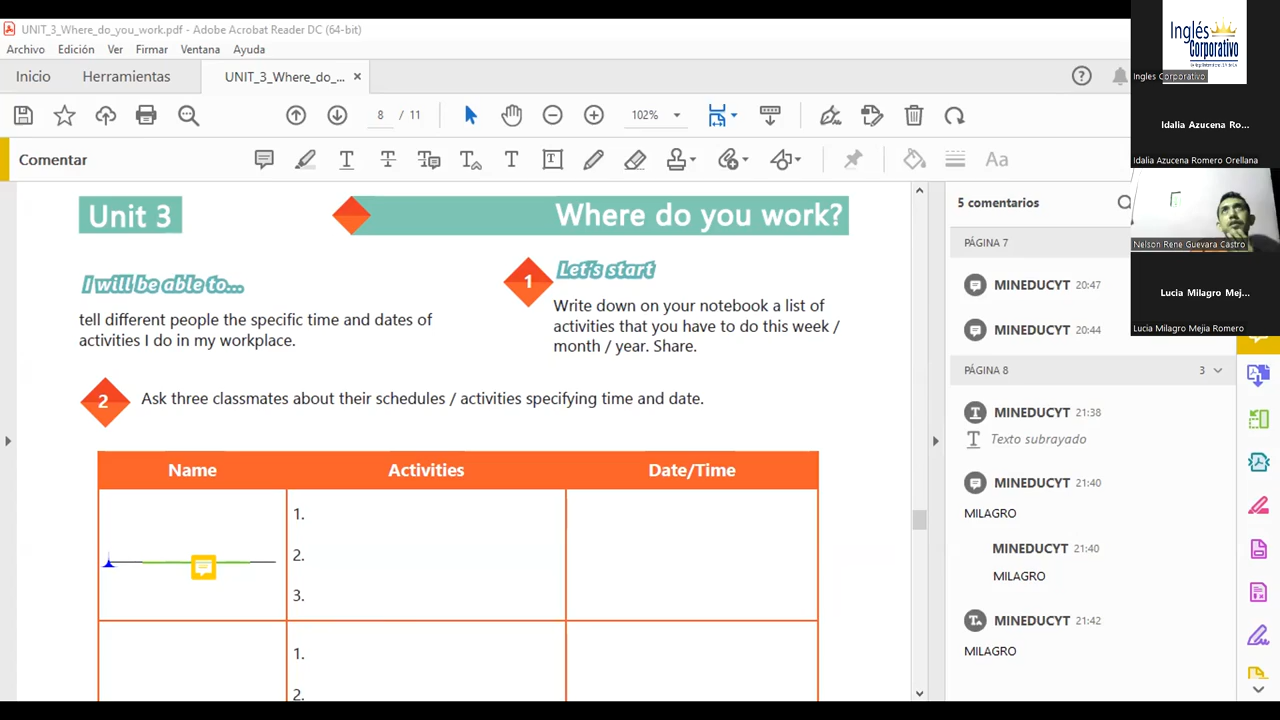 UNIT_3_Where_do_you_work.pdf - Adobe Acrobat Reader DC (64-bit)
Archivo Edición Ver Firmar Ventana Ayuda
Inicio Herramientas UNIT_3_Where_do_... ×
8 / 11 102%
Comentar
Unit 3
Where do you work?
I will be able to...
tell different people the specific time and dates of
activities I do in my workplace.
1
Let's start
Write down on your notebook a list of
activities that you have to do this week /
month / year. Share.
2
Ask three classmates about their schedules / activities specifying time and date.
Name Activities Date/Time
1.
2.
3.
1.
2.
5 comentarios
PÁGINA 7
MINEDUCYT 20:47
MINEDUCYT 20:44
PÁGINA 8 3
MINEDUCYT 21:38
Texto subrayado
MINEDUCYT 21:40
MILAGRO
MINEDUCYT 21:40
MILAGRO
MINEDUCYT 21:42
MILAGRO
Inglés
Corporativo
Ingles Corporativo
Idalia Azucena Ro...
Idalia Azucena Romero Orellana
Nelson Rene Guevara Castro
Lucia Milagro Mej...
Lucia Milagro Mejia Romero